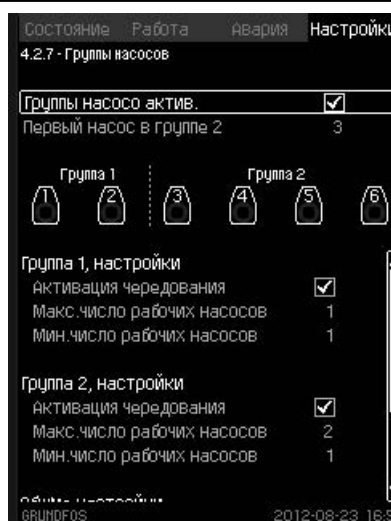 Состояние Работа Авария Настройки
4.2.7 - Группы насосов
Группы насосо актив.
Первый насос в группе 2 3
Группа 1 Группа 2
1 2 3 4 5 6
Группа 1, настройки
Активация чередования
Макс.число рабочих насосов 1
Мин.число рабочих насосов 1
Группа 2, настройки
Активация чередования
Макс.число рабочих насосов 2
Мин.число рабочих насосов 1
GRUNDFOS 2012-08-23